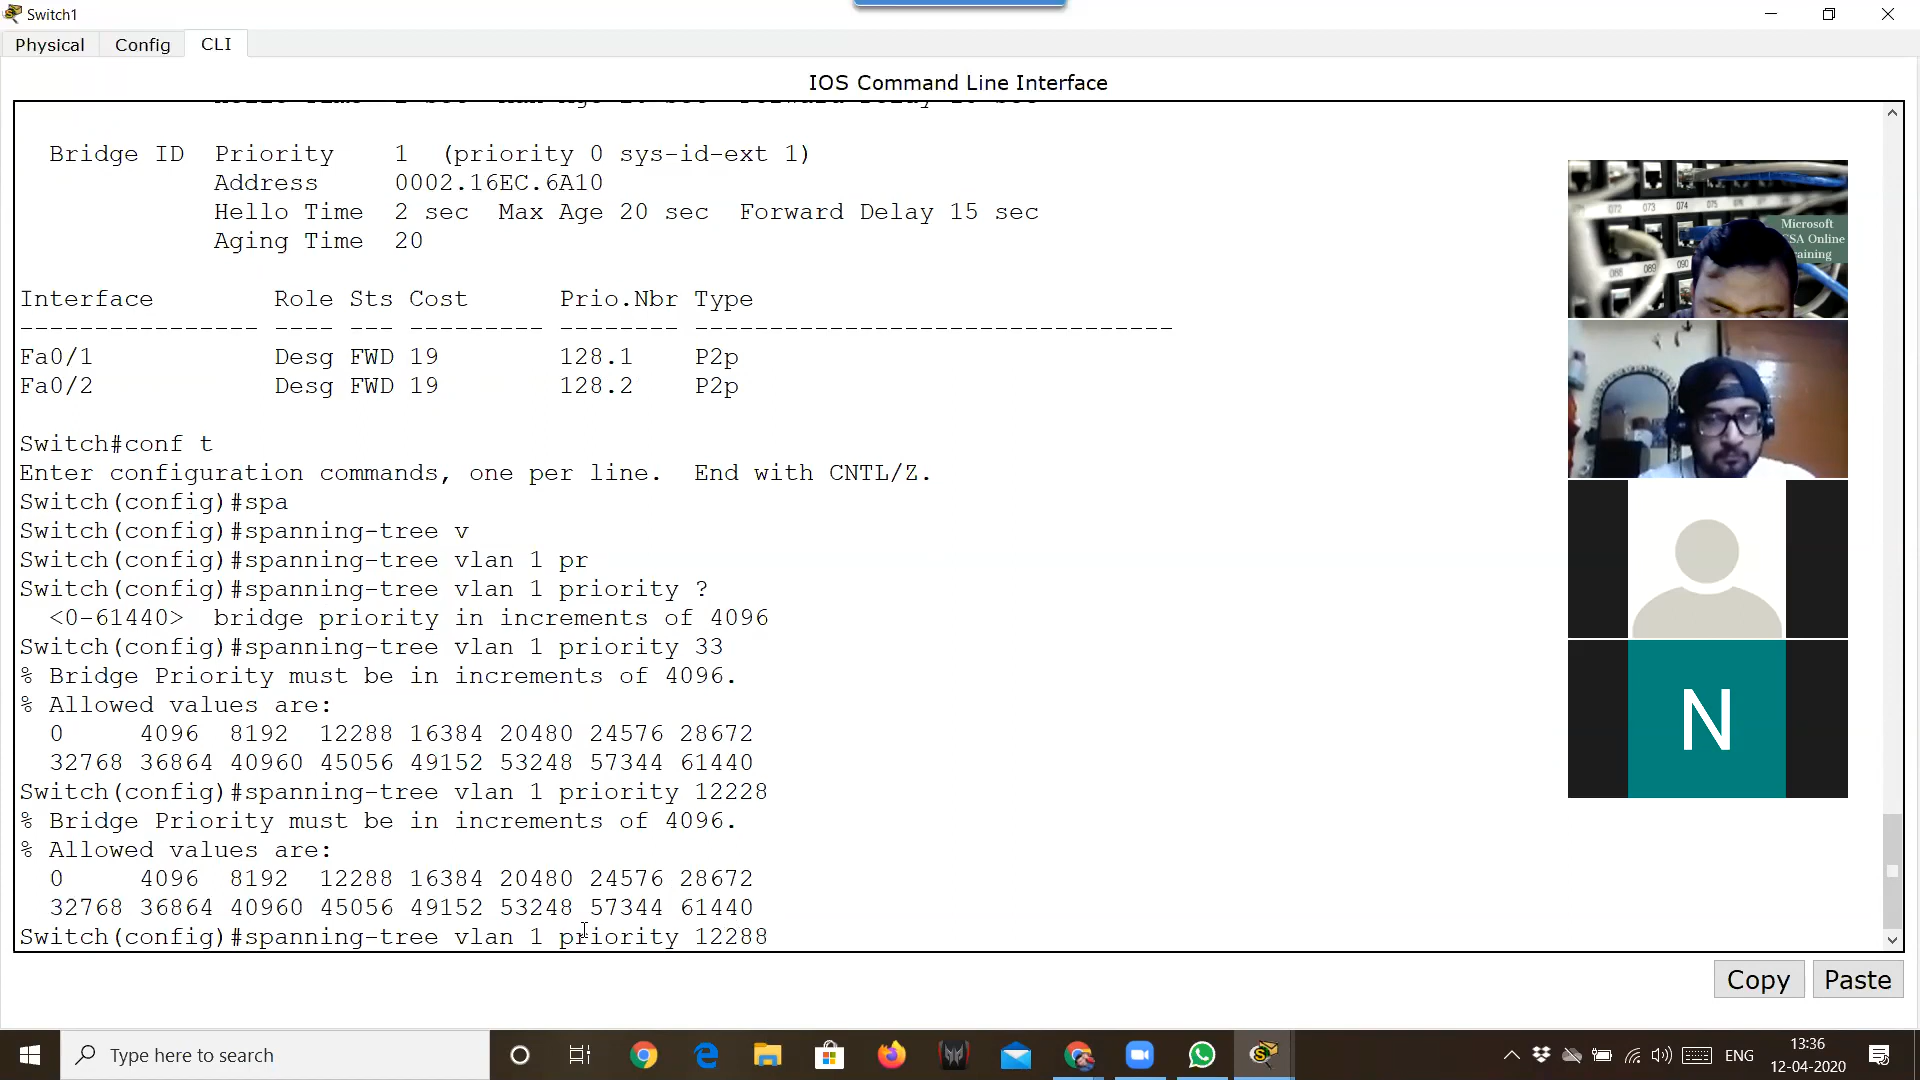 Switch1
Physical Config CLI
IOS Command Line Interface
Bridge ID Priority 1 (priority 0 sys-id-ext 1)
Address 0002.16EC.6A10
Hello Time 2 sec Max Age 20 sec Forward Delay 15 sec
Aging Time 20
Interface Role Sts Cost Prio.Nbr Type
---------------- ---- --- --------- -------- --------------------------------
Fa0/1 Desg FWD 19 128.1 P2p
Fa0/2 Desg FWD 19 128.2 P2p
Switch#conf t
Enter configuration commands, one per line. End with CNTL/Z.
Switch(config)#spa
Switch(config)#spanning-tree v
Switch(config)#spanning-tree vlan 1 pr
Switch(config)#spanning-tree vlan 1 priority ?
<0-61440> bridge priority in increments of 4096
Switch(config)#spanning-tree vlan 1 priority 33
% Bridge Priority must be in increments of 4096.
% Allowed values are:
0 4096 8192 12288 16384 20480 24576 28672
32768 36864 40960 45056 49152 53248 57344 61440
Switch(config)#spanning-tree vlan 1 priority 12228
% Bridge Priority must be in increments of 4096.
% Allowed values are:
0 4096 8192 12288 16384 20480 24576 28672
32768 36864 40960 45056 49152 53248 57344 61440
Switch(config)#spanning-tree vlan 1 priority 12288
072 073 074 075
088 089 090
Microsoft
SA Online
raining
N
Copy Paste
Type here to search
ENG
13:36
12-04-2020